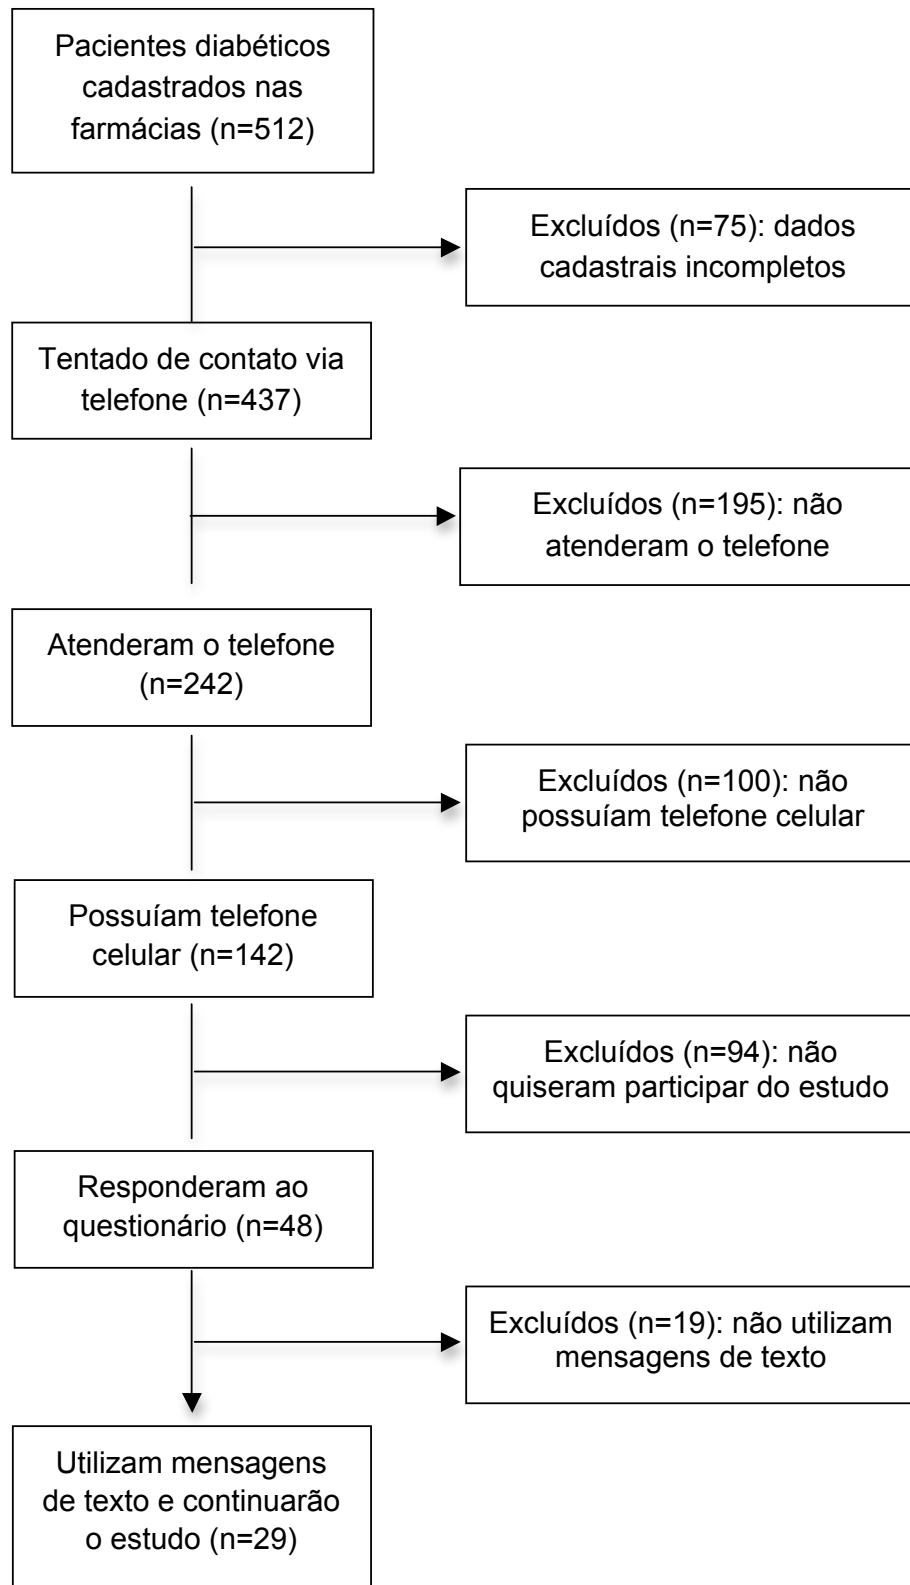 Pacientes diabéticos
cadastrados nas
farmácias (n=512)
Excluídos (n=75): dados
cadastrais incompletos
Tentado de contato via
telefone (n=437)
Excluídos (n=195): não
atenderam o telefone
Atenderam o telefone
(n=242)
Excluídos (n=100): não
possuíam telefone celular
Possuíam telefone
celular (n=142)
Excluídos (n=94): não
quiseram participar do estudo
Responderam ao
questionário (n=48)
Excluídos (n=19): não utilizam
mensagens de texto
Utilizam mensagens
de texto e continuarão
o estudo (n=29)